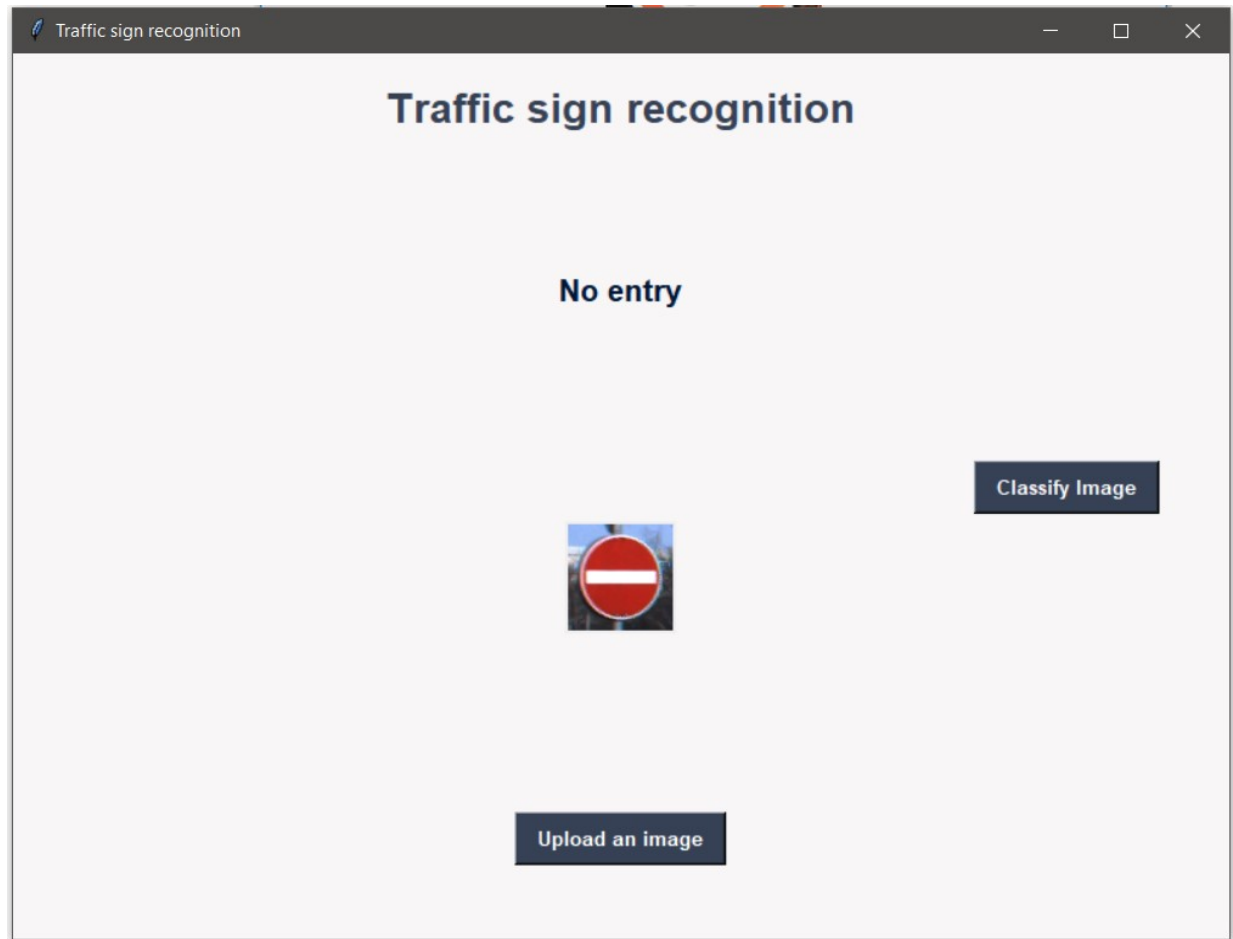 Traffic sign recognition
Traffic sign recognition
No entry
Classify Image
Upload an image